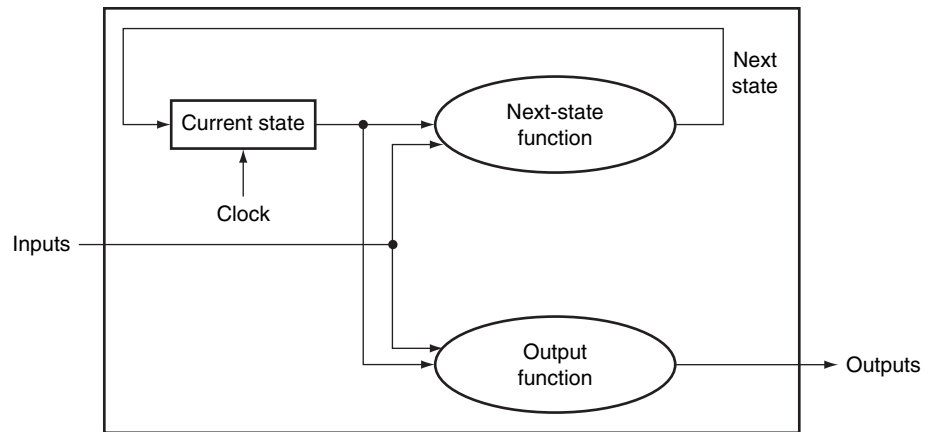 Next
state
Current state
Next-state
function
Clock
Inputs
Output
function
Outputs